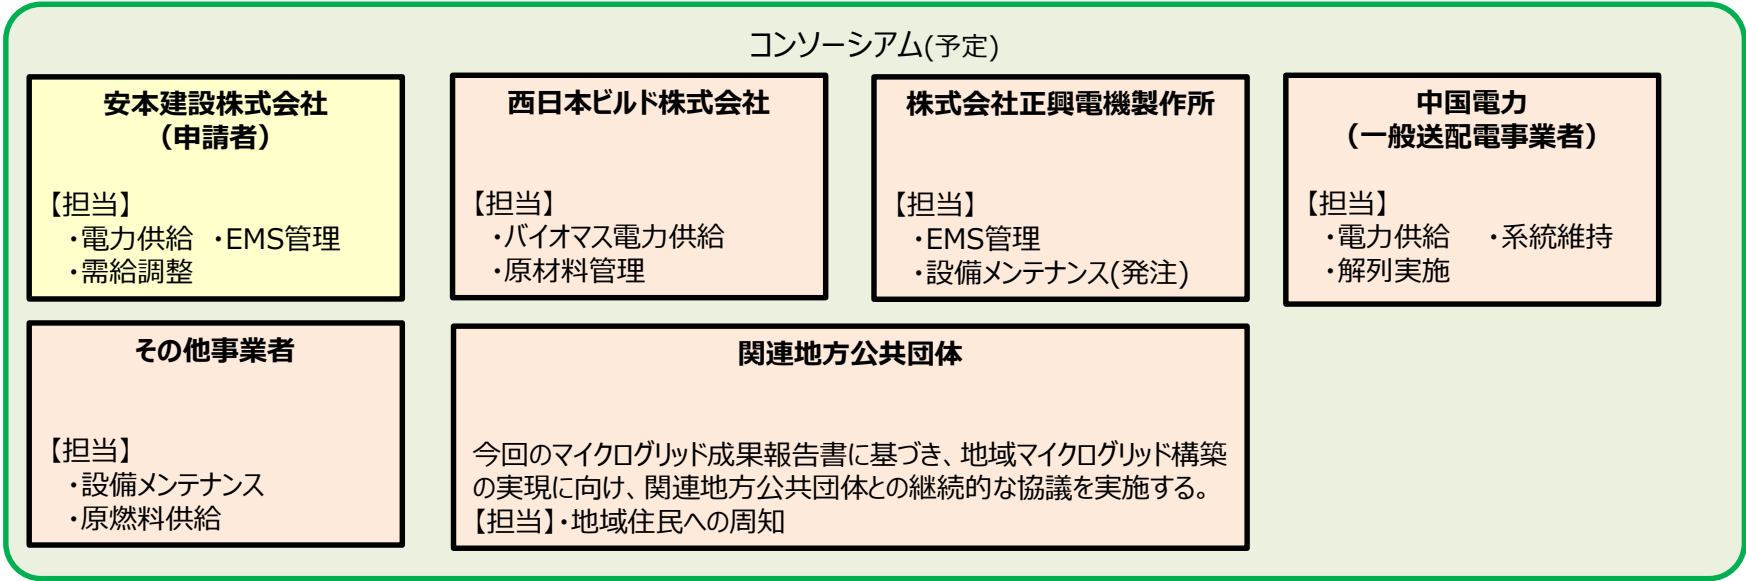 コンソーシアム(予定)
安本建設株式会社
（申請者）
【担当】
・電力供給 ・EMS管理
・需給調整
西日本ビルド株式会社
【担当】
・バイオマス電力供給
・原材料管理
株式会社正興電機製作所
【担当】
・EMS管理
・設備メンテナンス(発注)
中国電力
（一般送配電事業者）
【担当】
・電力供給 ・系統維持
・解列実施
その他事業者
【担当】
・設備メンテナンス
・原燃料供給
関連地方公共団体
今回のマイクログリッド成果報告書に基づき、地域マイクログリッド構築
の実現に向け、関連地方公共団体との継続的な協議を実施する。
【担当】・地域住民への周知